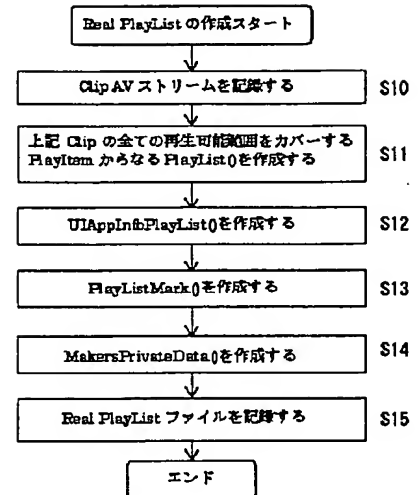 Real PlayList の作成スタート
Clip AV ストリームを記録する
S10
上記 Clip の全ての再生可能範囲をカバーする
PlayItem からなる PlayList()を作成する
S11
UIAppInfoPlayList()を作成する
S12
PlayListMark()を作成する
S13
MakersPrivateData()を作成する
S14
Real PlayList ファイルを記録する
S15
エンド